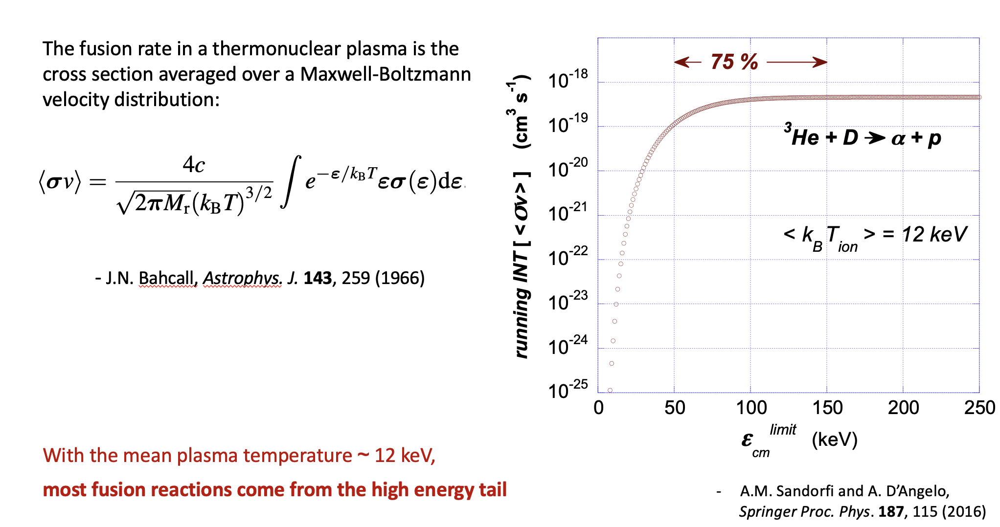 The fusion rate in a thermonuclear plasma is the
cross section averaged over a Maxwell-Boltzmann
velocity distribution:
⟨σv⟩ = 4c / √(2πM_r) (k_B T)^{3/2} ∫ e^{−ε/k_B T} εσ(ε)dε.
- J.N. Bahcall, Astrophys. J. 143, 259 (1966)
With the mean plasma temperature ~ 12 keV,
most fusion reactions come from the high energy tail
running INT [ <σv> ] (cm³ s⁻¹)
10⁻¹⁸
10⁻¹⁹
10⁻²⁰
10⁻²¹
10⁻²²
10⁻²³
10⁻²⁴
10⁻²⁵
← 75 % →
³He + D → α + p
< k_B T_ion > = 12 keV
0 50 100 150 200 250
ε_cm^limit (keV)
- A.M. Sandorfi and A. D’Angelo,
Springer Proc. Phys. 187, 115 (2016)